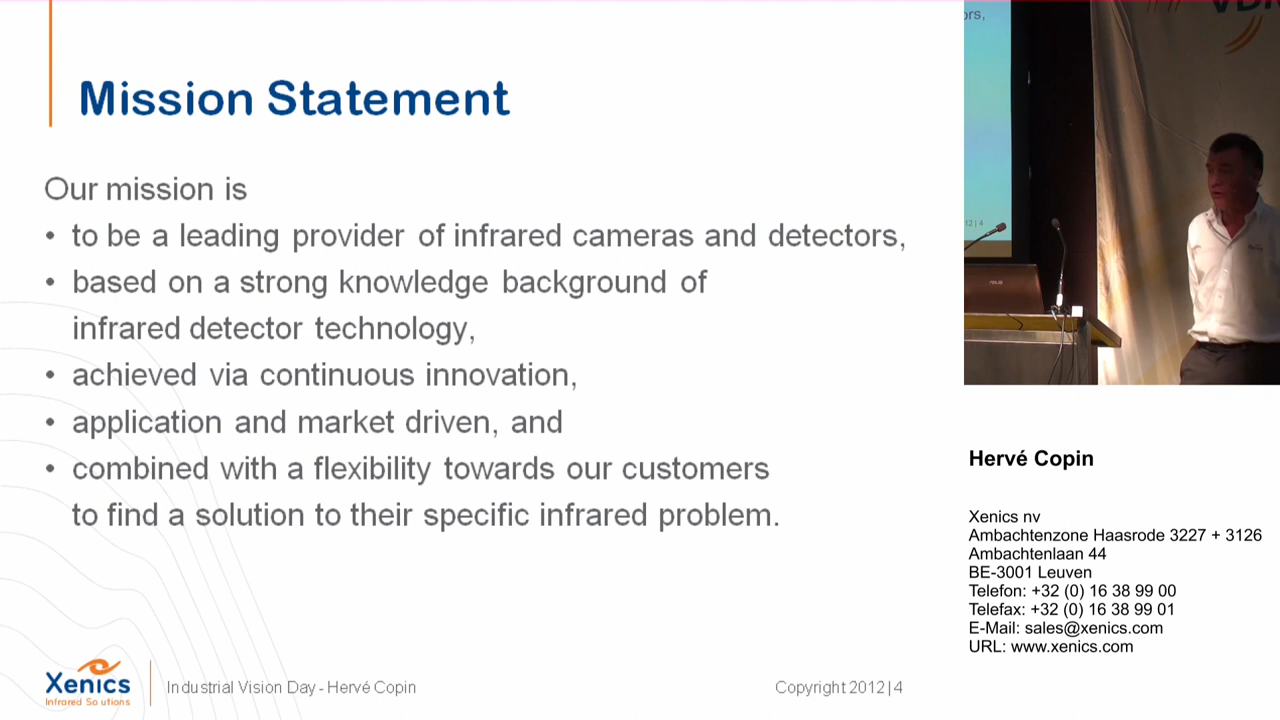 Mission Statement
Our mission is
• to be a leading provider of infrared cameras and detectors,
• based on a strong knowledge background of
infrared detector technology,
• achieved via continuous innovation,
• application and market driven, and
• combined with a flexibility towards our customers
to find a solution to their specific infrared problem.
Xenics
Infrared Solutions
Industrial Vision Day - Hervé Copin
Copyright 2012|4
ors,
12|4
ASUS
Hervé Copin
Xenics nv
Ambachtenzone Haasrode 3227 + 3126
Ambachtenlaan 44
BE-3001 Leuven
Telefon: +32 (0) 16 38 99 00
Telefax: +32 (0) 16 38 99 01
E-Mail: sales@xenics.com
URL: www.xenics.com